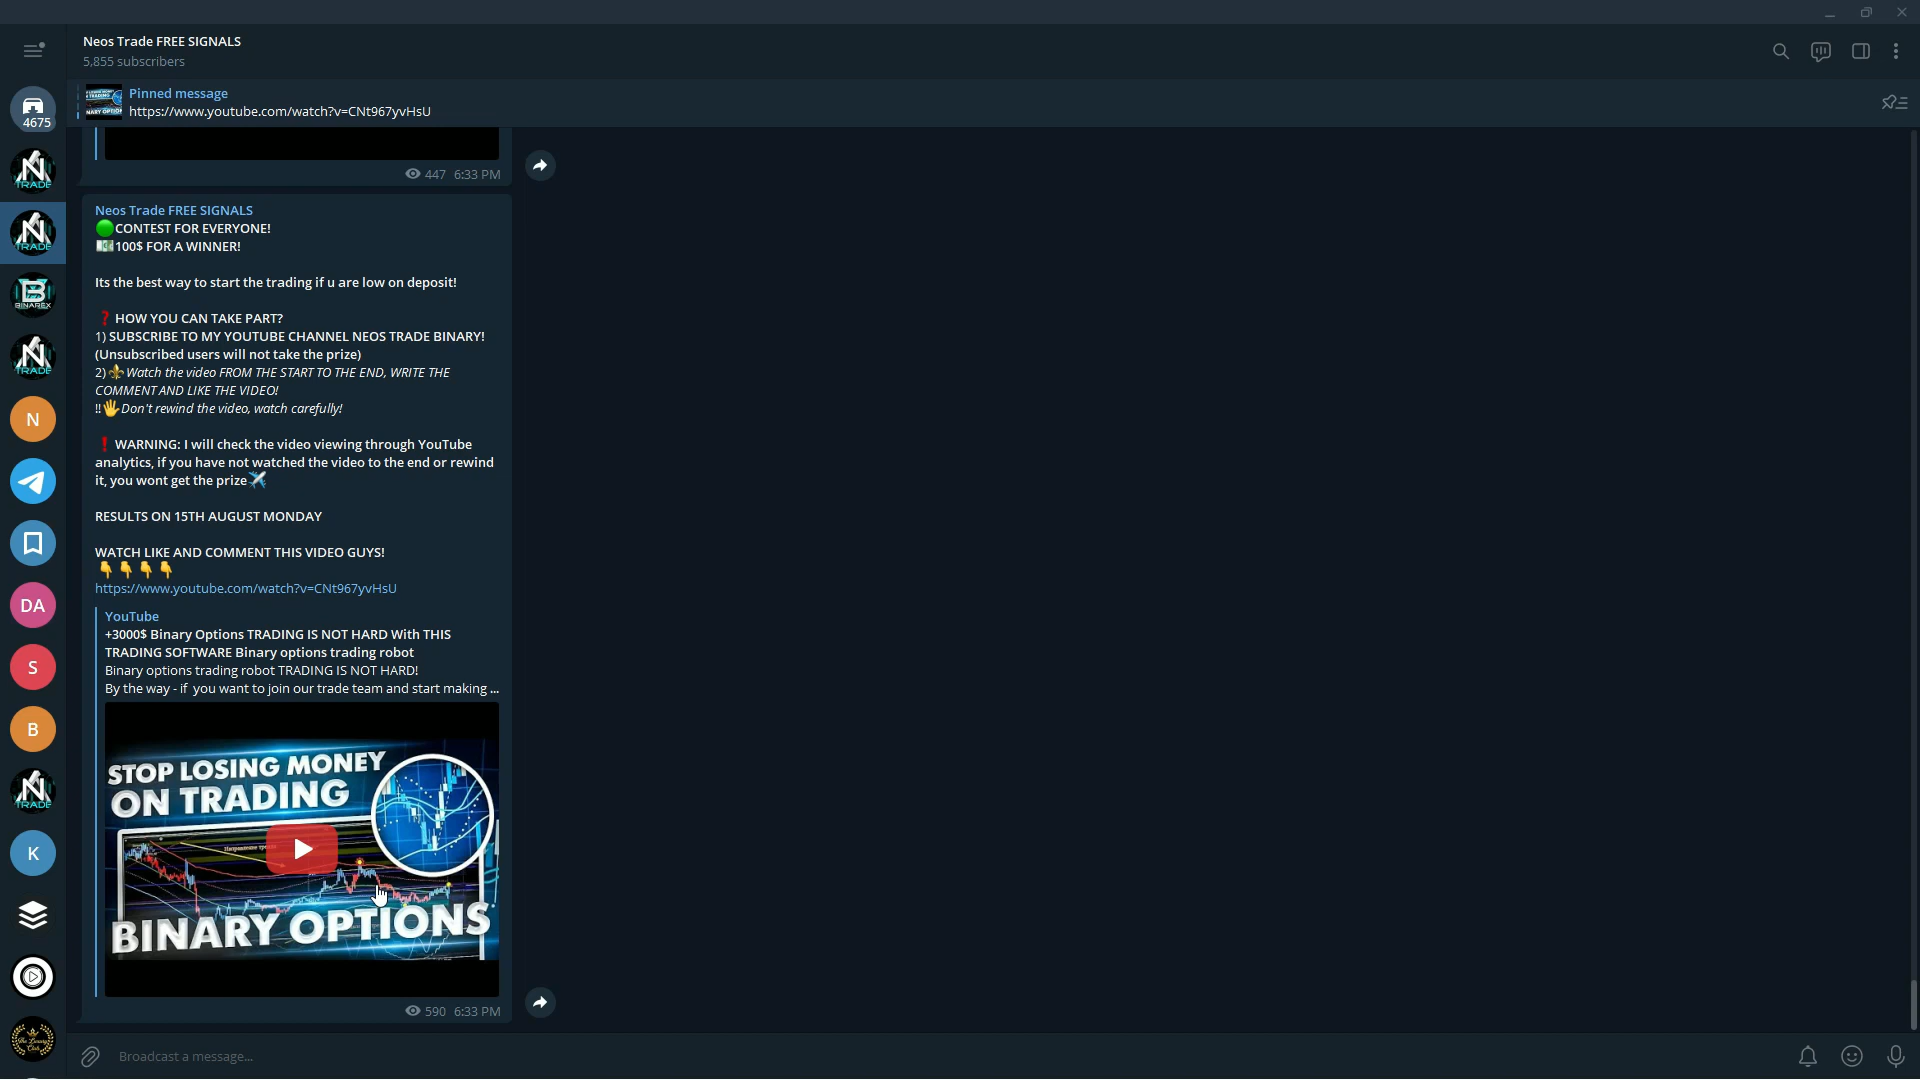 Neos Trade FREE SIGNALS
5,855 subscribers
Pinned message
https://www.youtube.com/watch?v=CNt967yvHsU
4675
TRADE
TRADE
BINAREX
TRADE
N
DA
S
B
TRADE
K
447 6:33 PM
Neos Trade FREE SIGNALS
🟢CONTEST FOR EVERYONE!
💵100$ FOR A WINNER!
Its the best way to start the trading if u are low on deposit!
❓HOW YOU CAN TAKE PART?
1) SUBSCRIBE TO MY YOUTUBE CHANNEL NEOS TRADE BINARY!
(Unsubscribed users will not take the prize)
2)⚜️Watch the video FROM THE START TO THE END, WRITE THE
COMMENT AND LIKE THE VIDEO!
‼🖐Don't rewind the video, watch carefully!
❗WARNING: I will check the video viewing through YouTube
analytics, if you have not watched the video to the end or rewind
it, you wont get the prize✈️
RESULTS ON 15TH AUGUST MONDAY
WATCH LIKE AND COMMENT THIS VIDEO GUYS!
👇👇👇👇
https://www.youtube.com/watch?v=CNt967yvHsU
YouTube
+3000$ Binary Options TRADING IS NOT HARD With THIS
TRADING SOFTWARE Binary options trading robot
Binary options trading robot TRADING IS NOT HARD!
By the way - if you want to join our trade team and start making ...
STOP LOSING MONEY
ON TRADING
BINARY OPTIONS
590 6:33 PM
Broadcast a message...